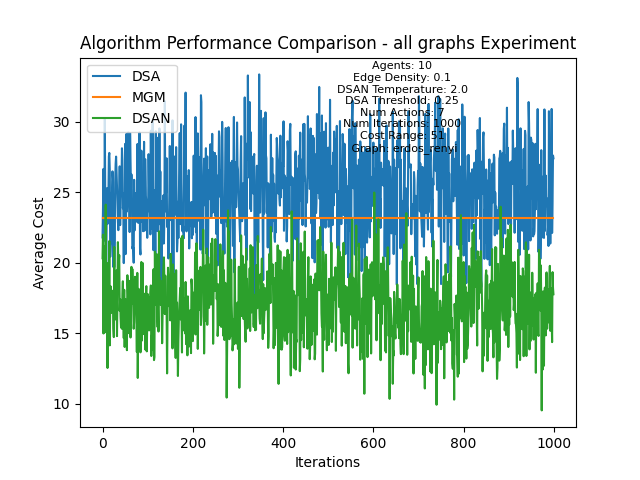 Algorithm Performance Comparison - all graphs Experiment
DSA
MGM
DSAN
Agents: 10
Edge Density: 0.1
DSAN Temperature: 2.0
DSA Threshold: 0.25
Num Actions: 7
Num Iterations: 1000
Cost Range: 51
Graph: erdos_renyi
Average Cost
30
25
20
15
10
0 200 400 600 800 1000
Iterations